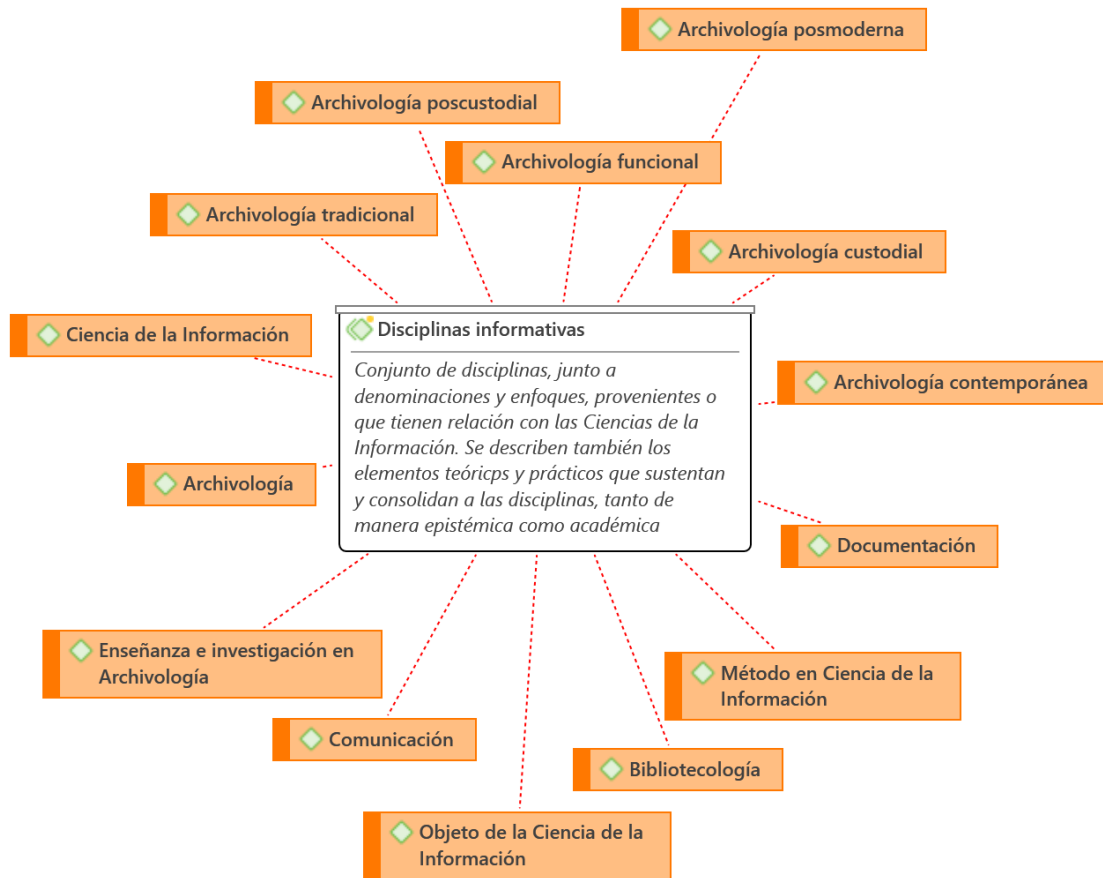 Archivología posmoderna
Archivología poscustodial
Archivología funcional
Archivología tradicional
Archivología custodial
Ciencia de la Información
Disciplinas informativas
Conjunto de disciplinas, junto a
denominaciones y enfoques, provenientes o
que tienen relación con las Ciencias de la
Información. Se describen también los
elementos teóricps y prácticos que sustentan
y consolidan a las disciplinas, tanto de
manera epistémica como académica
Archivología contemporánea
Archivología
Documentación
Enseñanza e investigación en
Archivología
Método en Ciencia de la
Información
Comunicación
Bibliotecología
Objeto de la Ciencia de la
Información